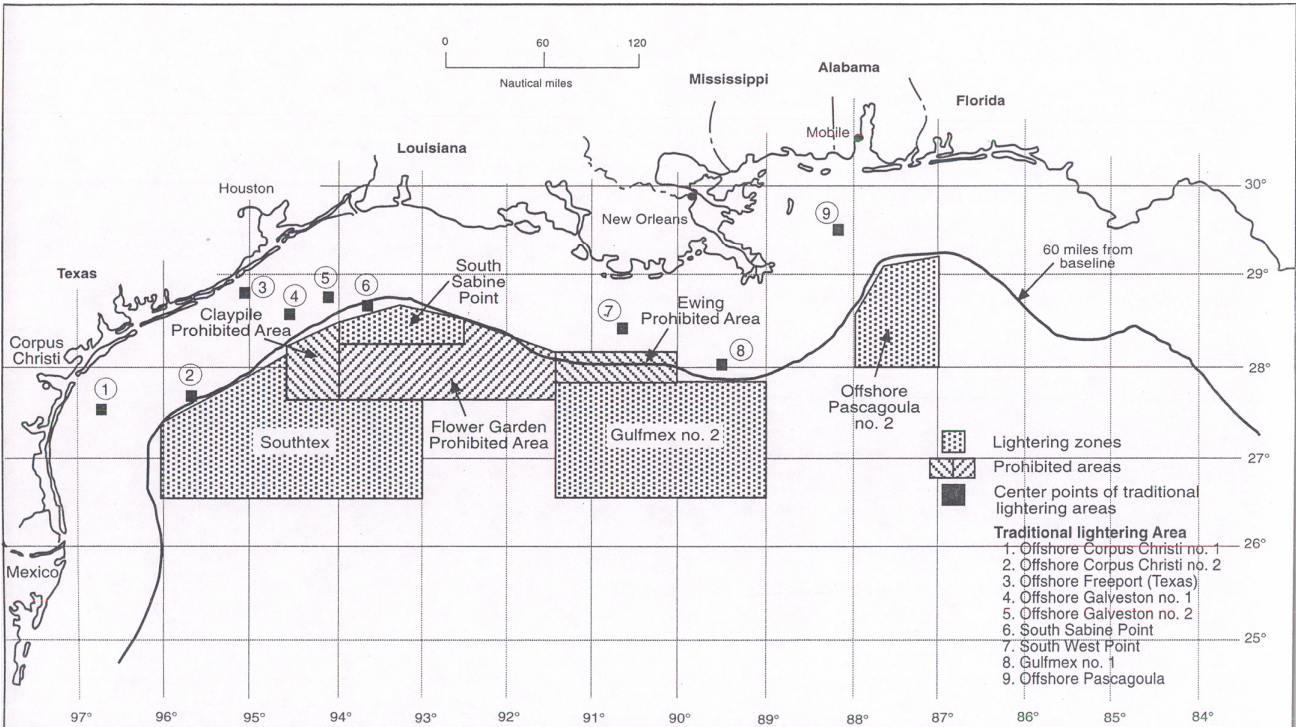 0 60 120
Nautical miles
Mississippi
Alabama
Florida
Mobile
Louisiana
Houston
New Orleans
Texas
Corpus
Christi
Mexico
30°
29°
28°
27°
26°
25°
60 miles from
baseline
South
Sabine
Point
Claypile
Prohibited Area
Ewing
Prohibited Area
Flower Garden
Prohibited Area
Southtex
Gulfmex no. 2
Offshore
Pascagoula
no. 2
1
2
3
4
5
6
7
8
9
Lightering zones
Prohibited areas
Center points of traditional
lightering areas
Traditional lightering Area
1. Offshore Corpus Christi no. 1
2. Offshore Corpus Christi no. 2
3. Offshore Freeport (Texas)
4. Offshore Galveston no. 1
5. Offshore Galveston no. 2
6. South Sabine Point
7. South West Point
8. Gulfmex no. 1
9. Offshore Pascagoula
97° 96° 95° 94° 93° 92° 91° 90° 89° 88° 87° 86° 85° 84°